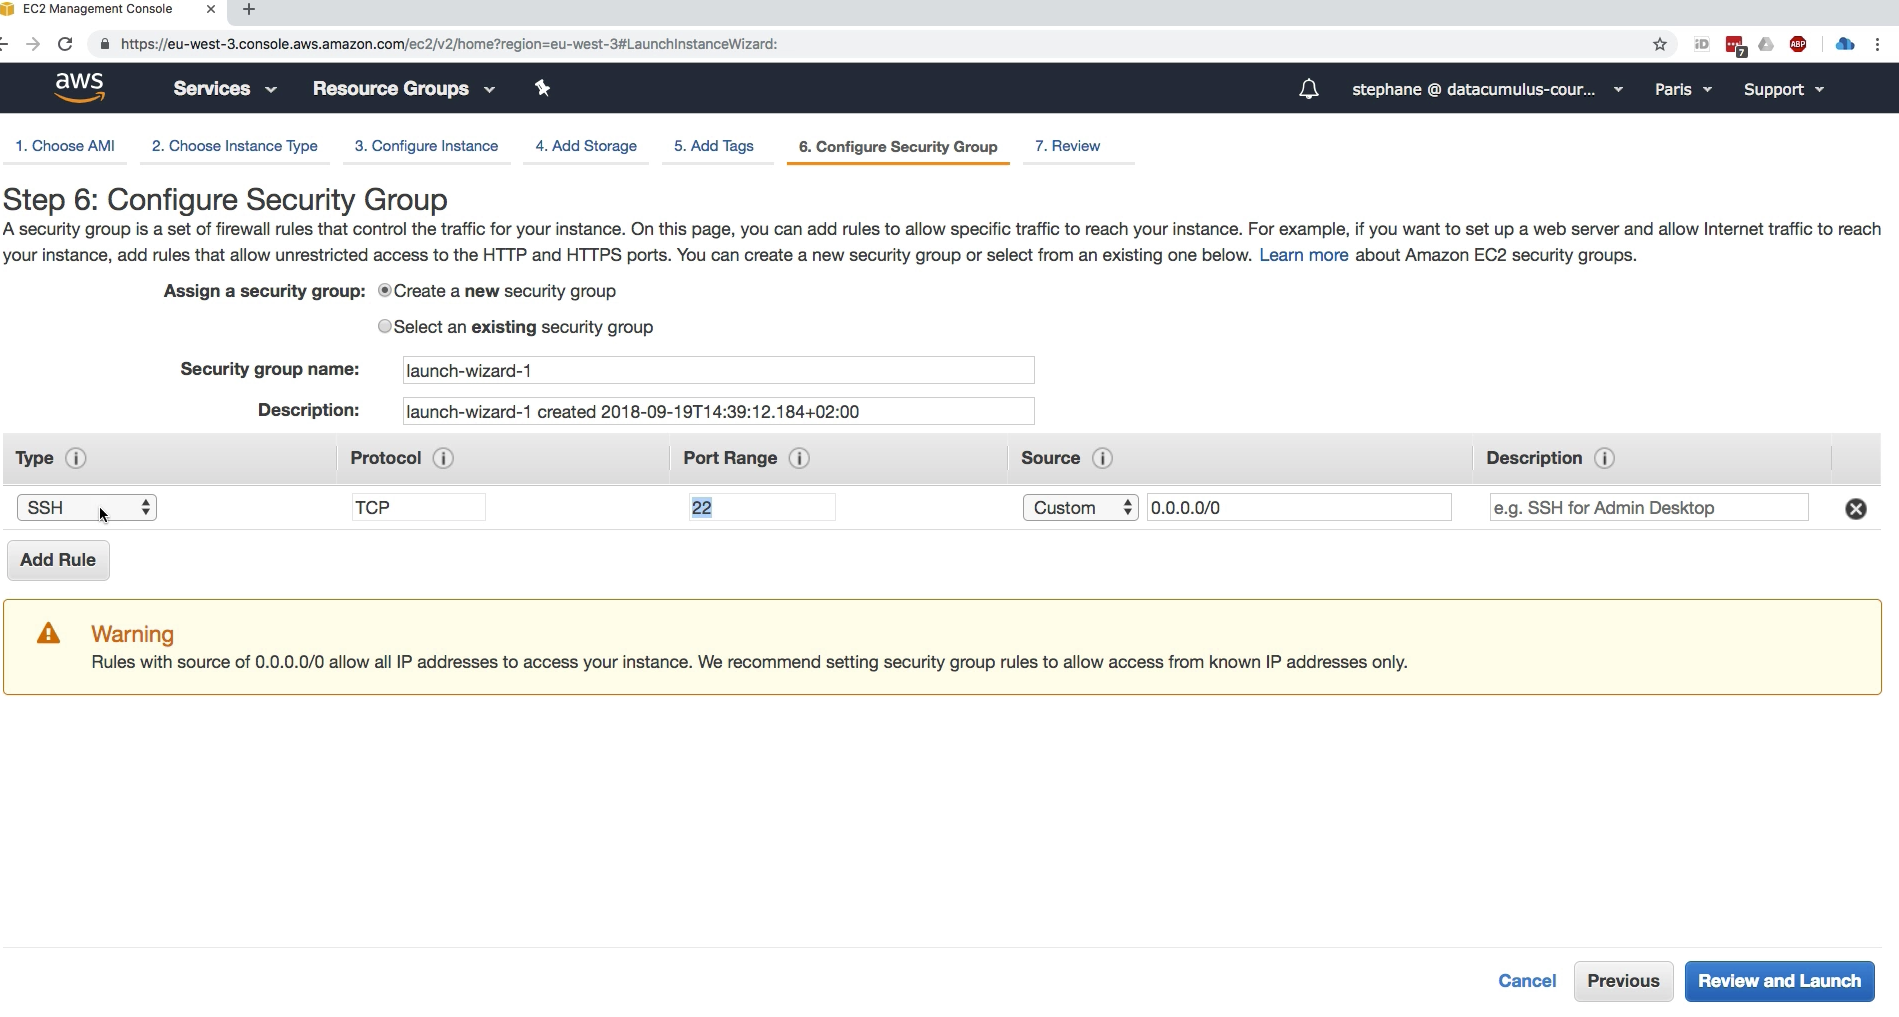 EC2 Management Console
https://eu-west-3.console.aws.amazon.com/ec2/v2/home?region=eu-west-3#LaunchInstanceWizard:
iD
7
ABP
aws Services Resource Groups stephane @ datacumulus-cour... Paris Support
1. Choose AMI 2. Choose Instance Type 3. Configure Instance 4. Add Storage 5. Add Tags 6. Configure Security Group 7. Review
Step 6: Configure Security Group
A security group is a set of firewall rules that control the traffic for your instance. On this page, you can add rules to allow specific traffic to reach your instance. For example, if you want to set up a web server and allow Internet traffic to reach
your instance, add rules that allow unrestricted access to the HTTP and HTTPS ports. You can create a new security group or select from an existing one below. Learn more about Amazon EC2 security groups.
Assign a security group: Create a new security group
Select an existing security group
Security group name: launch-wizard-1
Description: launch-wizard-1 created 2018-09-19T14:39:12.184+02:00
Type i Protocol i Port Range i Source i Description i
SSH TCP 22 Custom 0.0.0.0/0 e.g. SSH for Admin Desktop
Add Rule
Warning
Rules with source of 0.0.0.0/0 allow all IP addresses to access your instance. We recommend setting security group rules to allow access from known IP addresses only.
Cancel Previous Review and Launch